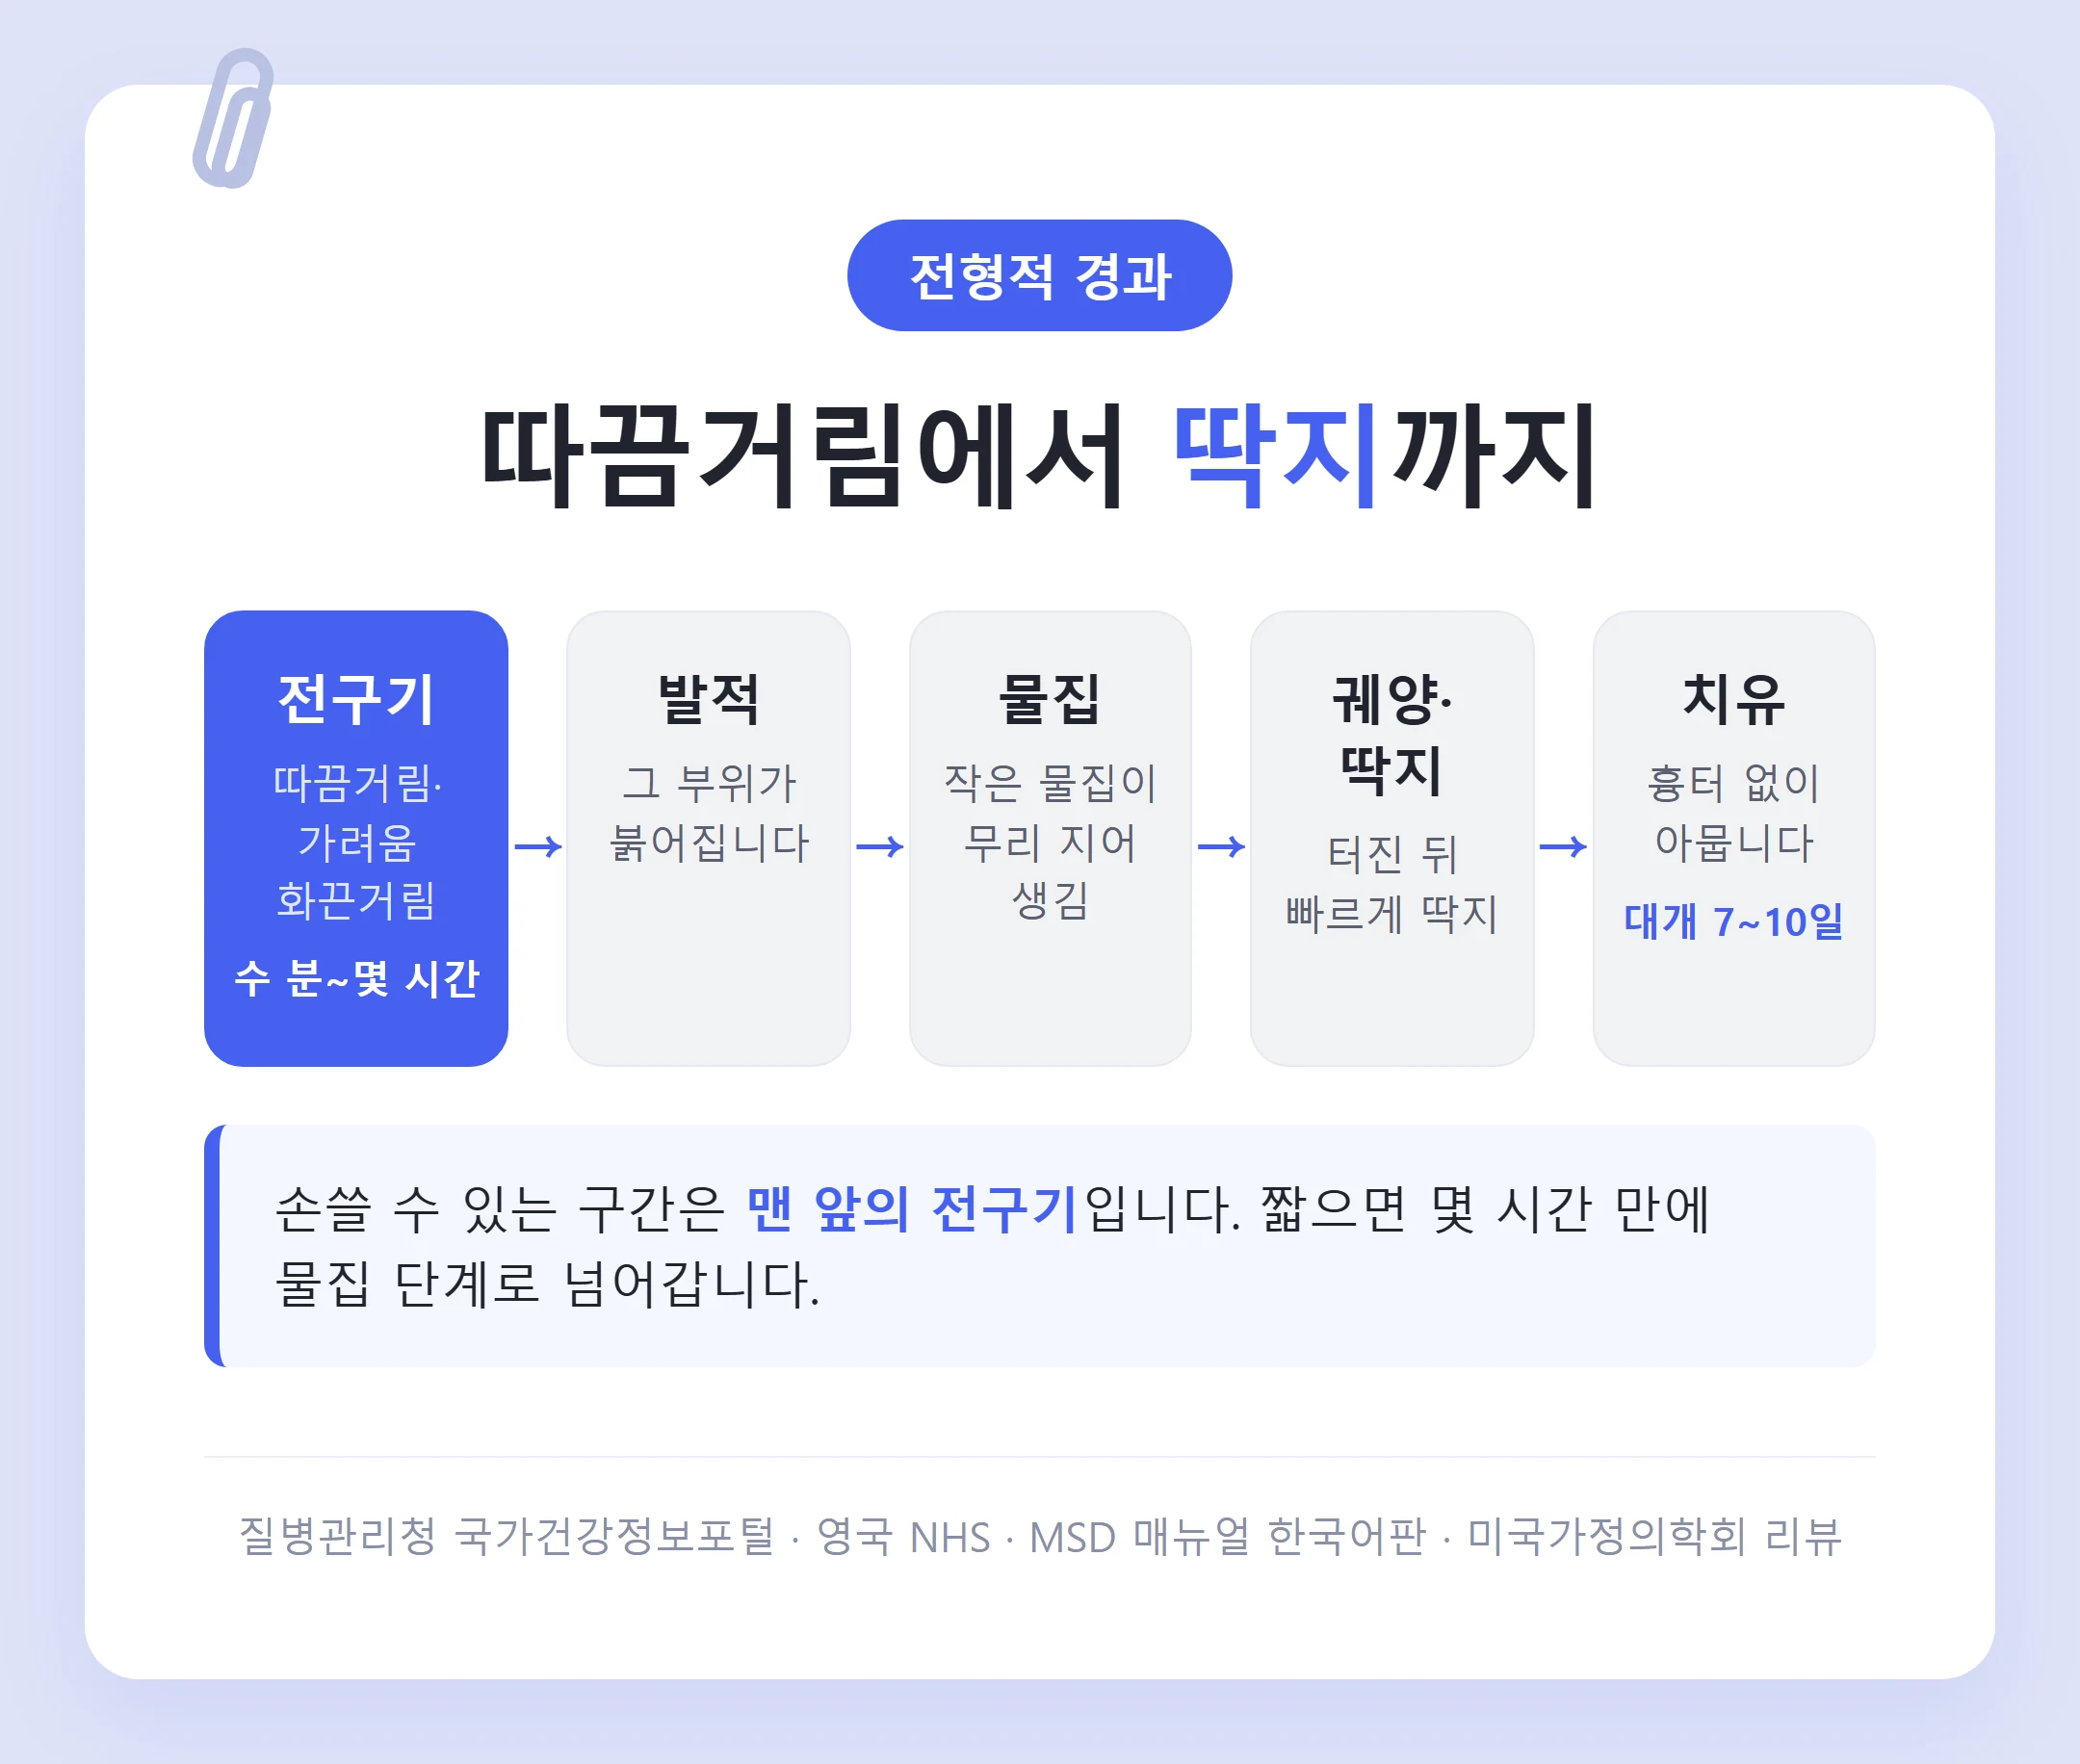 전형적 경과
따끔거림에서 딱지까지
전구기
따끔거림·
가려움
화끈거림
수 분~몇 시간
→
발적
그 부위가
붉어집니다
→
물집
작은 물집이
무리 지어
생김
→
궤양·
딱지
터진 뒤
빠르게 딱지
→
치유
흉터 없이
아뭅니다
대개 7~10일
손쓸 수 있는 구간은 맨 앞의 전구기입니다. 짧으면 몇 시간 만에
물집 단계로 넘어갑니다.
질병관리청 국가건강정보포털 · 영국 NHS · MSD 매뉴얼 한국어판 · 미국가정의학회 리뷰